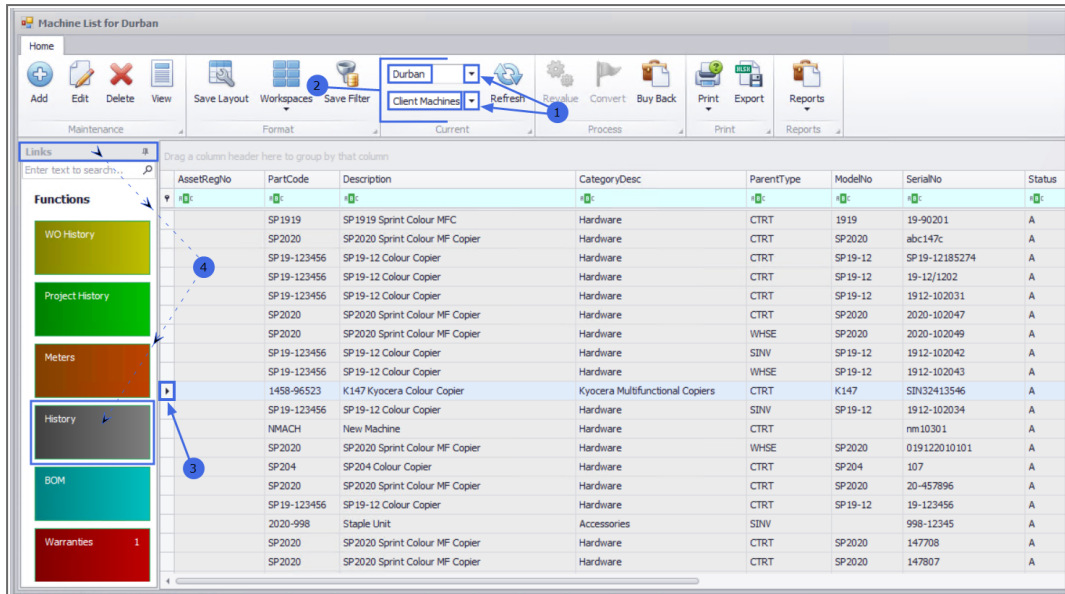 Machine List for Durban
Home
Add Edit Delete View Save Layout Workspaces Save Filter Durban Client Machines Refresh Revalue Convert Buy Back Print Export Reports
2
1
Maintenance Format Current Process Print Reports
Links
Drag a column header here to group by that column
Enter text to search...
AssetRegNo PartCode Description CategoryDesc ParentType ModelNo SerialNo Status
Functions
SP1919 SP1919 Sprint Colour MFC Hardware CTRT 1919 19-90201 A
WO History
SP2020 SP2020 Sprint Colour MF Copier Hardware CTRT SP2020 abc147c A
SP19-123456 SP19-12 Colour Copier Hardware CTRT SP19-12 SP19-12185274 A
4
SP19-123456 SP19-12 Colour Copier Hardware CTRT SP19-12 19-12/1202 A
Project History
SP19-123456 SP19-12 Colour Copier Hardware CTRT SP19-12 1912-102031 A
SP2020 SP2020 Sprint Colour MF Copier Hardware CTRT SP2020 2020-102047 A
SP2020 SP2020 Sprint Colour MF Copier Hardware WHSE SP2020 2020-102049 A
Meters
SP19-123456 SP19-12 Colour Copier Hardware SINV SP19-12 1912-102042 A
SP19-123456 SP19-12 Colour Copier Hardware WHSE SP19-12 1912-102043 A
1458-96523 K147 Kyocera Colour Copier Kyocera Multifunctional Copiers CTRT K147 SIN32413546 A
History
SP19-123456 SP19-12 Colour Copier Hardware SINV SP19-12 1912-102034 A
NMACH New Machine Hardware CTRT nm10301 A
SP2020 SP2020 Sprint Colour MF Copier Hardware WHSE SP2020 019122010101 A
3
SP204 SP204 Colour Copier Hardware CTRT SP204 107 A
BOM
SP2020 SP2020 Sprint Colour MF Copier Hardware CTRT SP2020 20-457896 A
SP19-123456 SP19-12 Colour Copier Hardware CTRT SP19-12 19-123456 A
2020-998 Staple Unit Accessories SINV 998-12345 A
Warranties 1
SP2020 SP2020 Sprint Colour MF Copier Hardware CTRT SP2020 147708 A
SP2020 SP2020 Sprint Colour MF Copier Hardware CTRT SP2020 147807 A